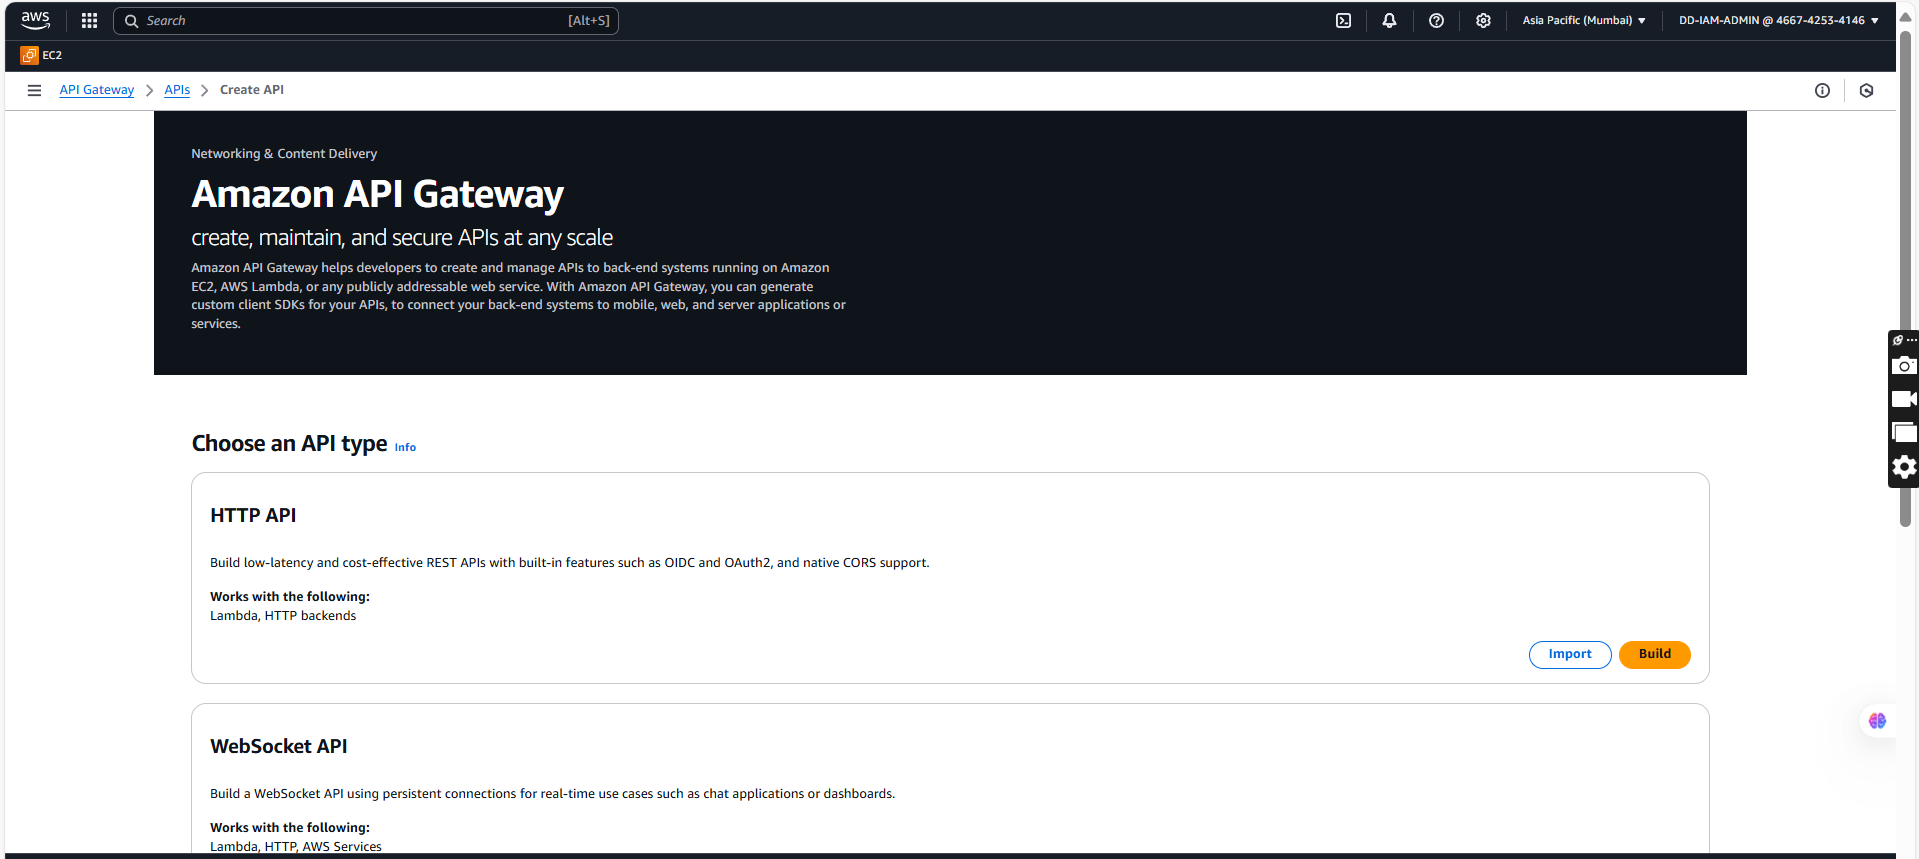 aws
Search [Alt+S]
Asia Pacific (Mumbai)
DD-IAM-ADMIN @ 4667-4253-4146
EC2
API Gateway
APIs
Create API
Networking & Content Delivery
Amazon API Gateway
create, maintain, and secure APIs at any scale
Amazon API Gateway helps developers to create and manage APIs to back-end systems running on Amazon
EC2, AWS Lambda, or any publicly addressable web service. With Amazon API Gateway, you can generate
custom client SDKs for your APIs, to connect your back-end systems to mobile, web, and server applications or
services.
Choose an API type Info
HTTP API
Build low-latency and cost-effective REST APIs with built-in features such as OIDC and OAuth2, and native CORS support.
Works with the following:
Lambda, HTTP backends
Import
Build
WebSocket API
Build a WebSocket API using persistent connections for real-time use cases such as chat applications or dashboards.
Works with the following:
Lambda, HTTP, AWS Services